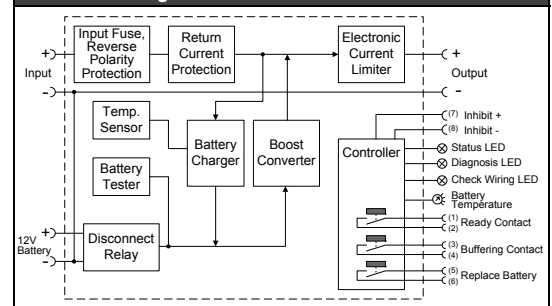 Input Fuse,
Reverse
Polarity
Protection
Return
Current
Protection
Electronic
Current
Limiter
+
Input
-
+
Output
-
Temp.
Sensor
Battery
Charger
Boost
Converter
Controller
Battery
Tester
(7) Inhibit +
(8) Inhibit -
Status LED
Diagnosis LED
Check Wiring LED
Battery
Temperature
(1) Ready Contact
(2)
(3) Buffering Contact
(4)
(5) Replace Battery
(6)
+
12V
Battery
-
Disconnect
Relay